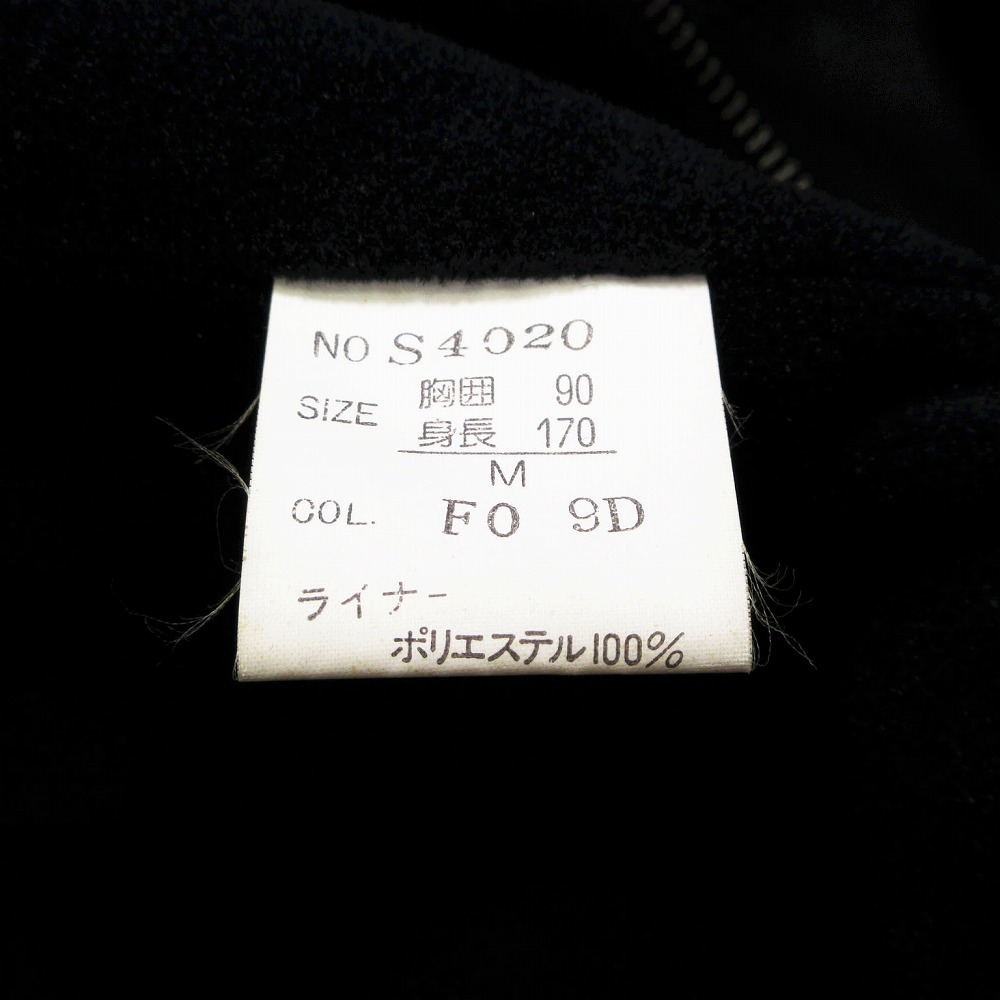 NO S4020
SIZE 胸囲 90
身長 170
M
COL. FO 9D
ライナー
ポリエステル100%